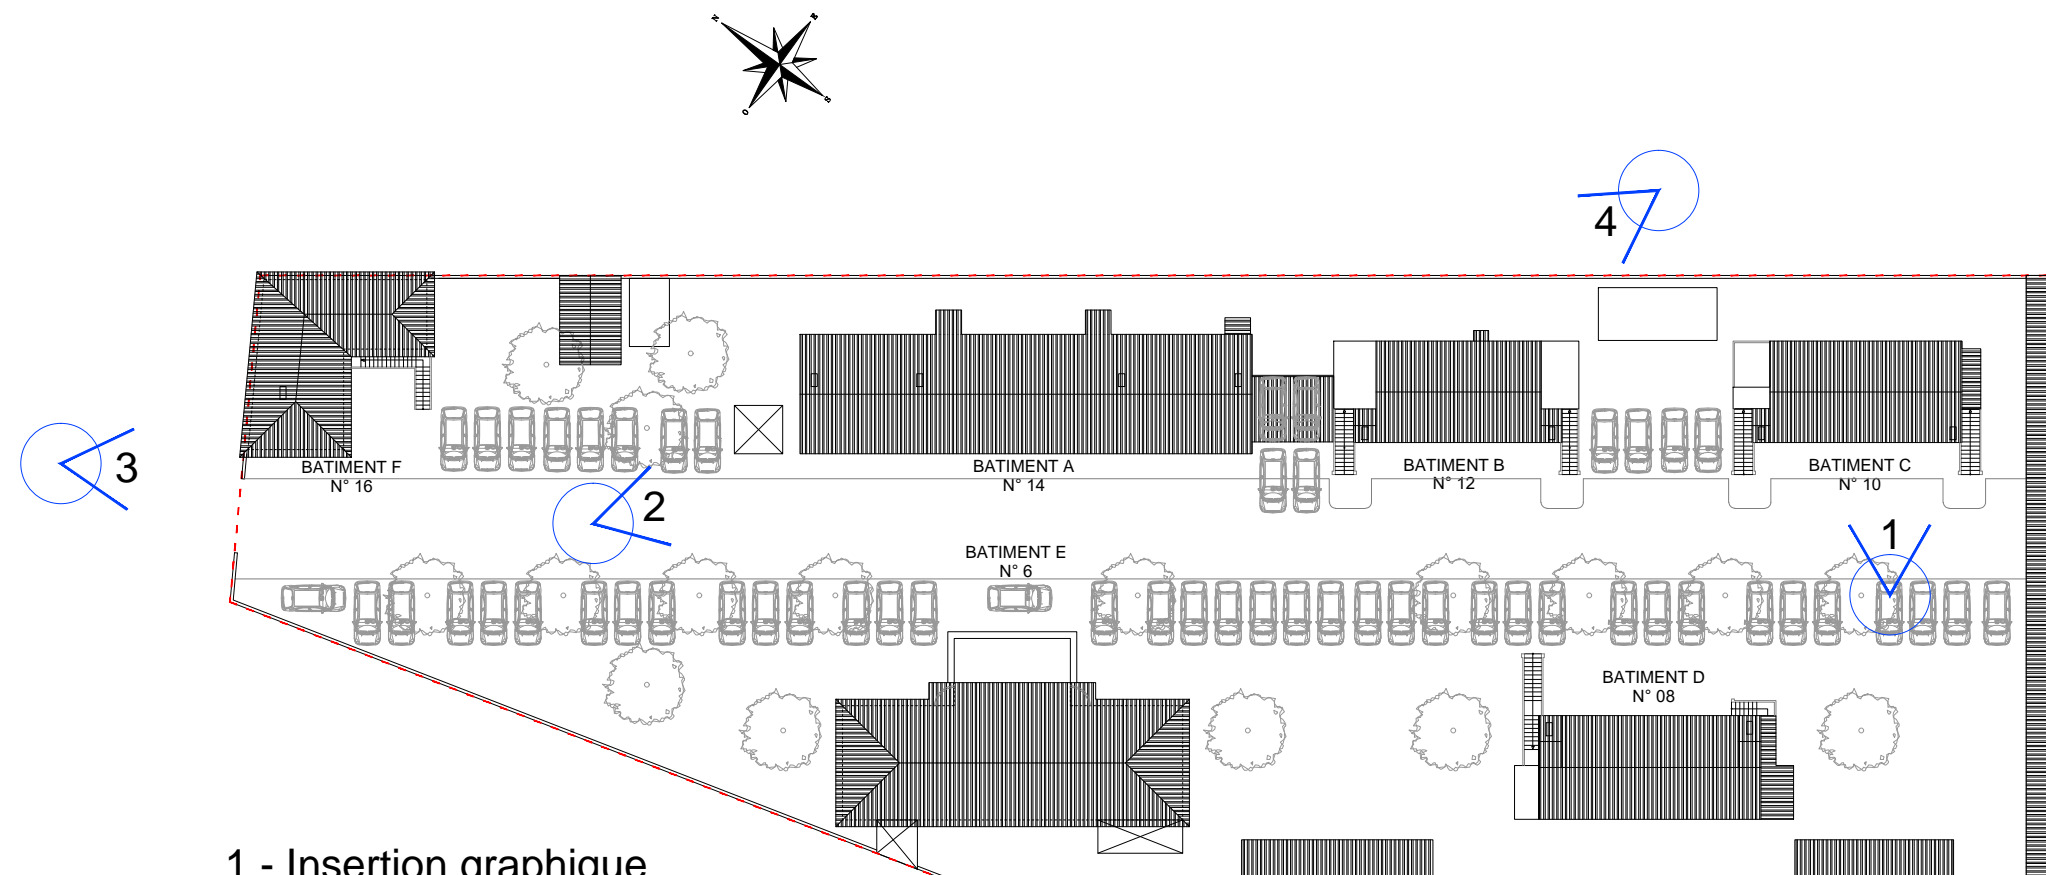 N
E
O
S
4
3
BATIMENT F
N° 16
2
BATIMENT A
N° 14
BATIMENT B
N° 12
BATIMENT C
N° 10
BATIMENT E
N° 6
1
BATIMENT D
N° 08
1 - Insertion graphique